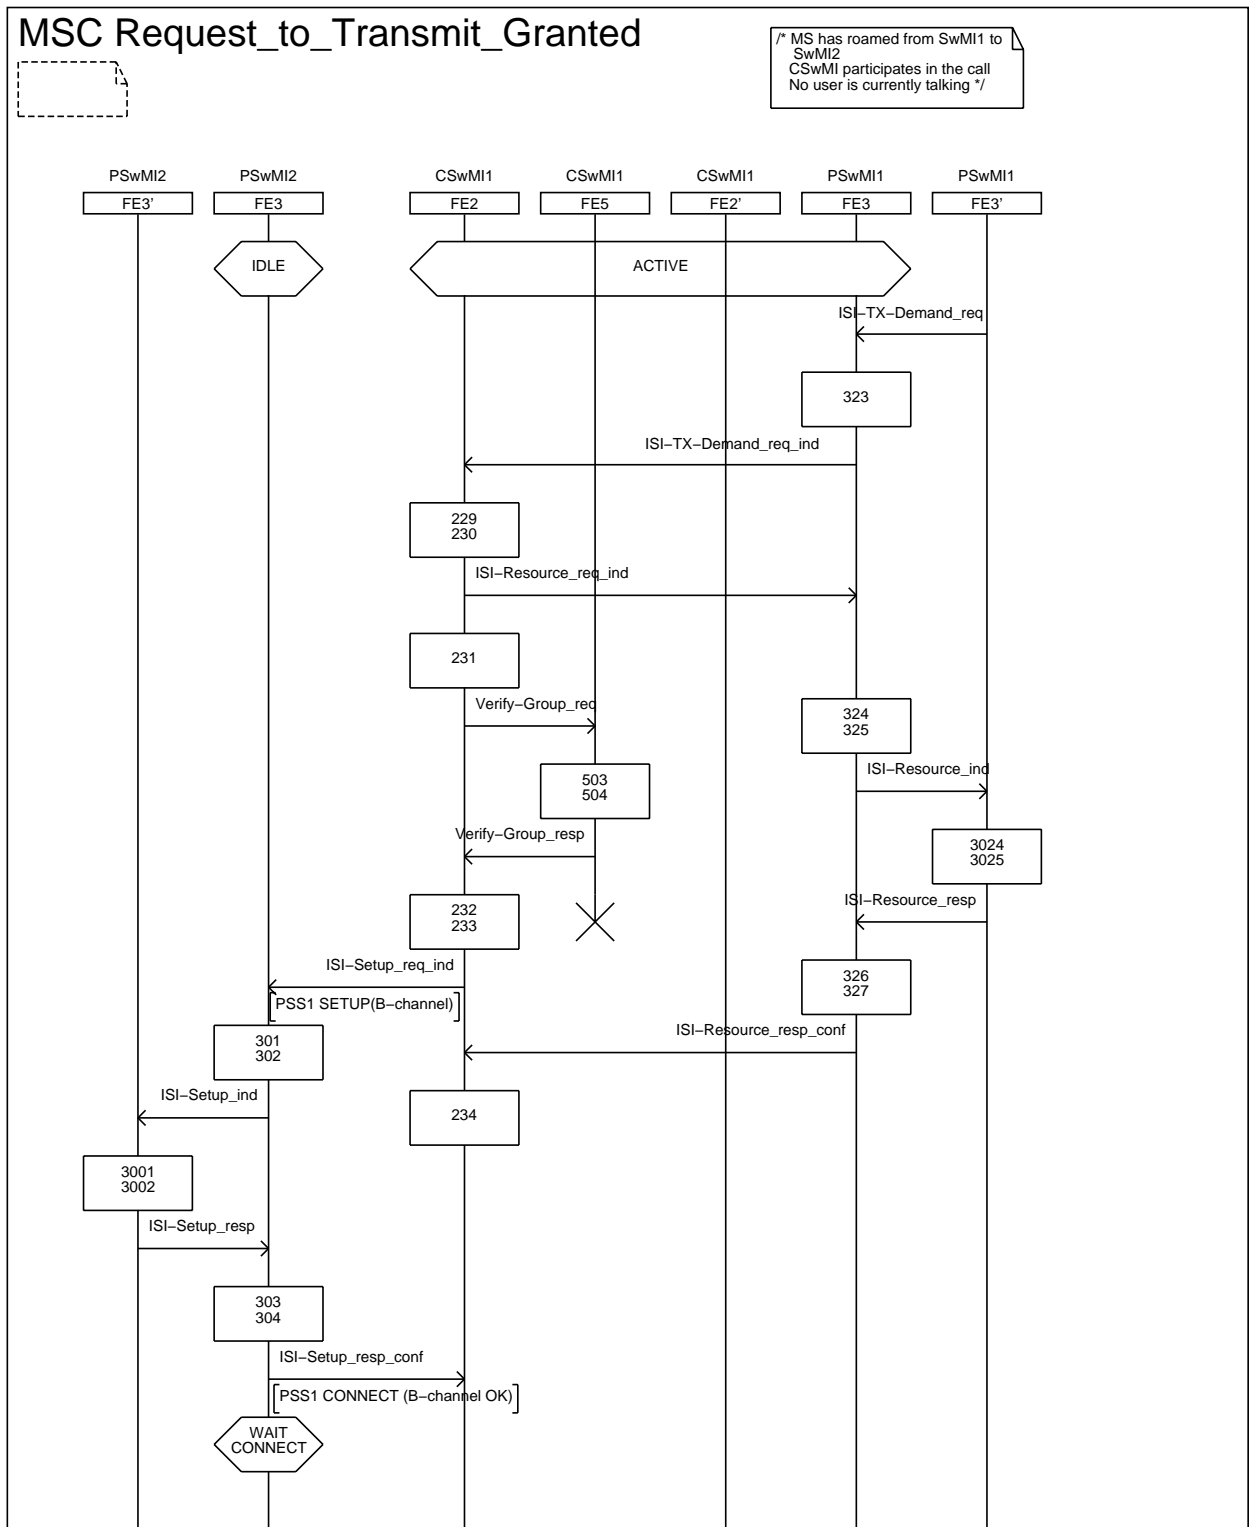 MSC Request_to_Transmit_Granted
/* MS has roamed from SwMI1 to
SwMI2
CSwMI participates in the call
No user is currently talking */
PSwMI2 PSwMI2 CSwMI1 CSwMI1 CSwMI1 PSwMI1 PSwMI1
FE3' FE3 FE2 FE5 FE2' FE3 FE3'
IDLE ACTIVE
ISI–TX–Demand_req
323
ISI–TX–Demand_req_ind
229
230
ISI–Resource_req_ind
231
Verify–Group_req
324
325
ISI–Resource_ind
503
504
Verify–Group_resp
3024
3025
ISI–Resource_resp
232
233
ISI–Setup_req_ind
PSS1 SETUP(B–channel)
326
327
ISI–Resource_resp_conf
301
302
ISI–Setup_ind
234
3001
3002
ISI–Setup_resp
303
304
ISI–Setup_resp_conf
PSS1 CONNECT (B–channel OK)
WAIT
CONNECT